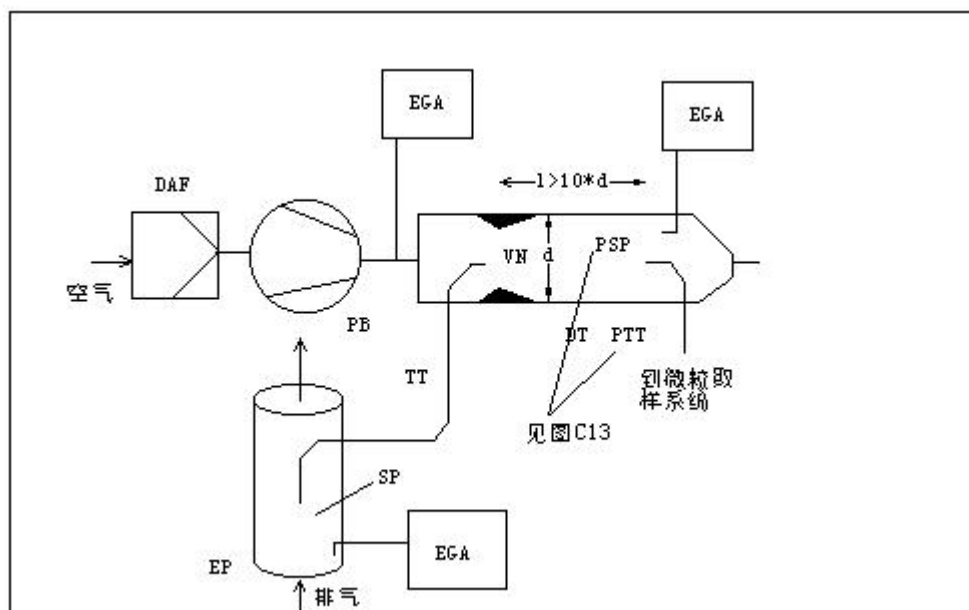 EGA
EGA
l>10*d
DAF
VN
d
PSP
空气
PB
DT
PTT
TT
到微粒取
样系统
见图C13
SP
EGA
EP
排气